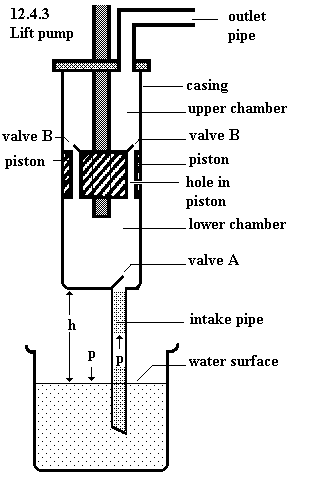 12.4.3
Lift pump
outlet
pipe
casing
upper chamber
valve B
valve B
piston
piston
hole in
piston
lower chamber
valve A
h
intake pipe
p
p
water surface